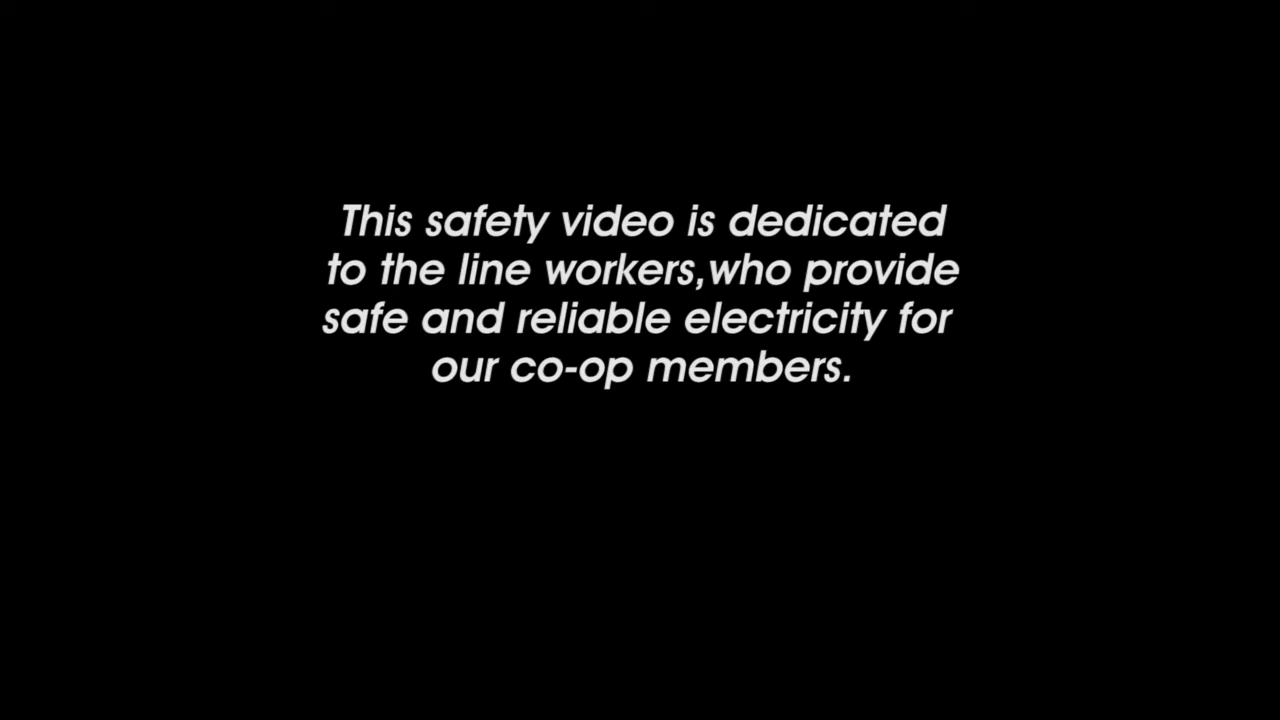 This safety video is dedicated
to the line workers,who provide
safe and reliable electricity for
our co-op members.